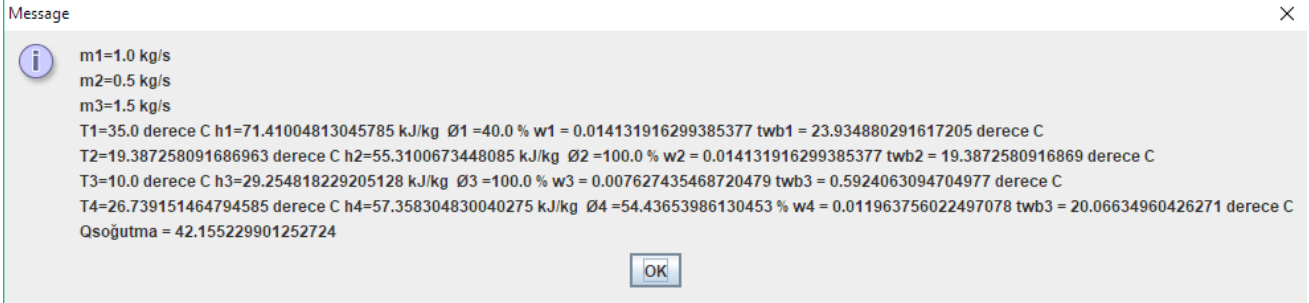 Message
m1=1.0 kg/s
m2=0.5 kg/s
m3=1.5 kg/s
T1=35.0 derece C h1=71.41004813045785 kJ/kg Ø1 =40.0 % w1 = 0.014131916299385377 twb1 = 23.934880291617205 derece C
T2=19.387258091686963 derece C h2=55.3100673448085 kJ/kg Ø2 =100.0 % w2 = 0.014131916299385377 twb2 = 19.3872580916869 derece C
T3=10.0 derece C h3=29.254818229205128 kJ/kg Ø3 =100.0 % w3 = 0.007627435468720479 twb3 = 0.5924063094704977 derece C
T4=26.739151464794585 derece C h4=57.358304830040275 kJ/kg Ø4 =54.43653986130453 % w4 = 0.011963756022497078 twb3 = 20.06634960426271 derece C
Qsoğutma = 42.155229901252724
OK